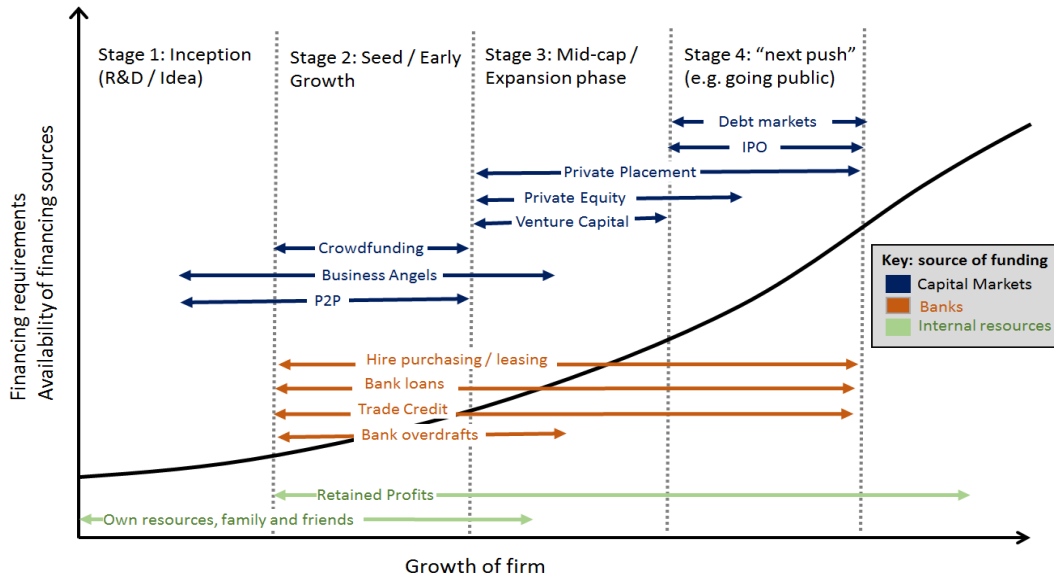 Stage 1: Inception
(R&D / Idea)
Stage 2: Seed / Early
Growth
Stage 3: Mid-cap /
Expansion phase
Stage 4: “next push”
(e.g. going public)
Debt markets
IPO
Private Placement
Private Equity
Venture Capital
Crowdfunding
Business Angels
P2P
Hire purchasing / leasing
Bank loans
Trade Credit
Bank overdrafts
Retained Profits
Own resources, family and friends
Key: source of funding
Capital Markets
Banks
Internal resources
Financing requirements
Availability of financing sources
Growth of firm